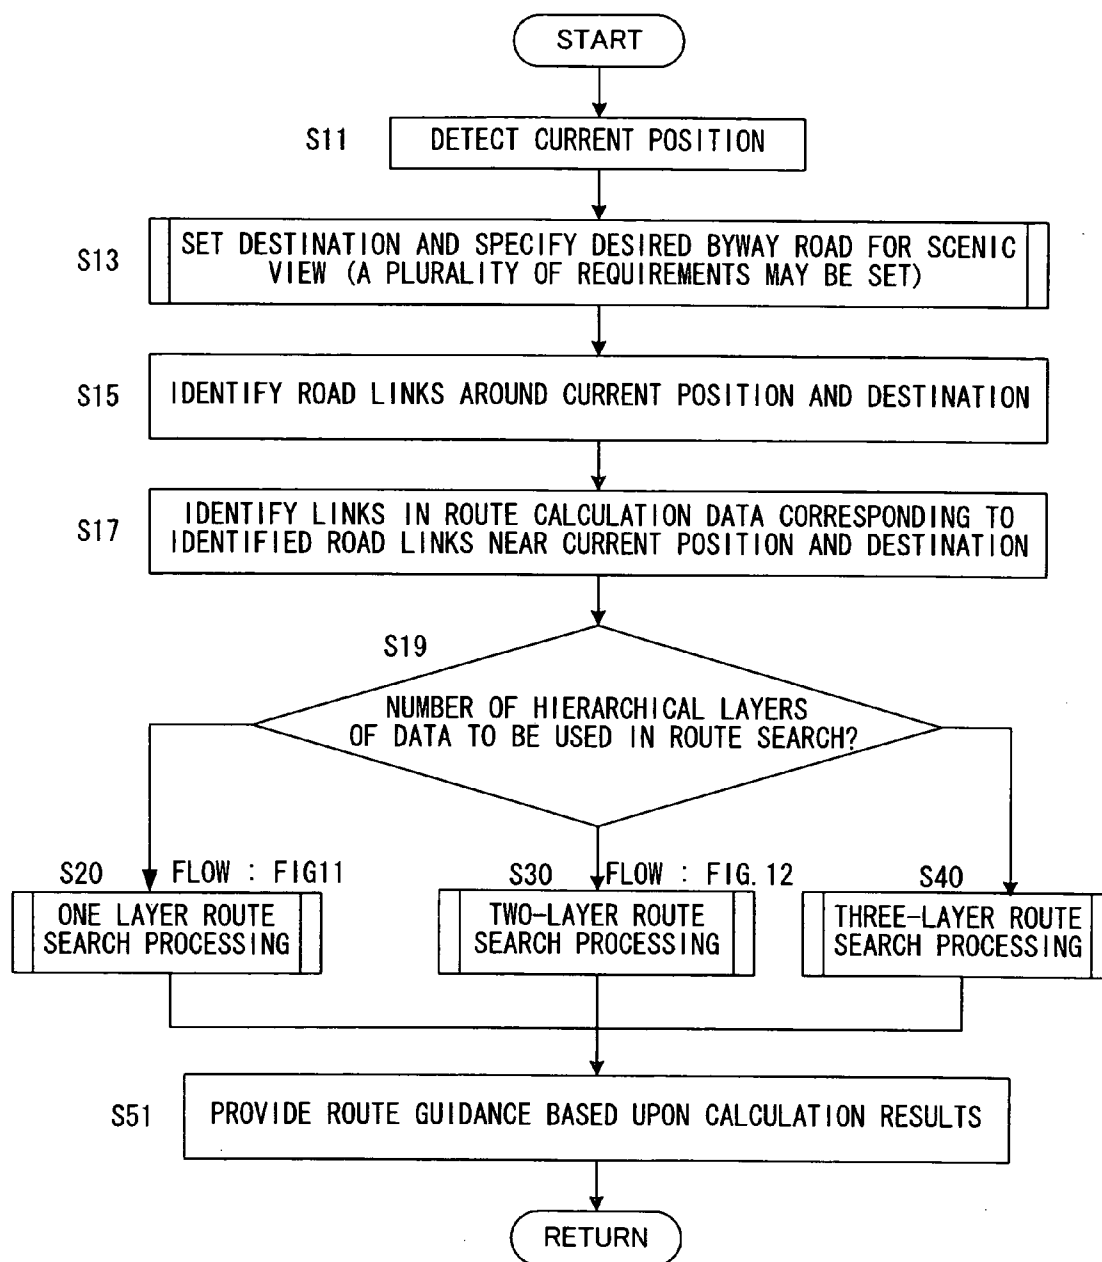 START
S11
DETECT CURRENT POSITION
S13
SET DESTINATION AND SPECIFY DESIRED BYWAY ROAD FOR SCENIC
VIEW (A PLURALITY OF REQUIREMENTS MAY BE SET)
S15
IDENTIFY ROAD LINKS AROUND CURRENT POSITION AND DESTINATION
S17
IDENTIFY LINKS IN ROUTE CALCULATION DATA CORRESPONDING TO
IDENTIFIED ROAD LINKS NEAR CURRENT POSITION AND DESTINATION
S19
NUMBER OF HIERARCHICAL LAYERS
OF DATA TO BE USED IN ROUTE SEARCH?
S20 FLOW : FIG11
ONE LAYER ROUTE
SEARCH PROCESSING
S30 FLOW : FIG. 12
TWO-LAYER ROUTE
SEARCH PROCESSING
S40
THREE-LAYER ROUTE
SEARCH PROCESSING
S51
PROVIDE ROUTE GUIDANCE BASED UPON CALCULATION RESULTS
RETURN